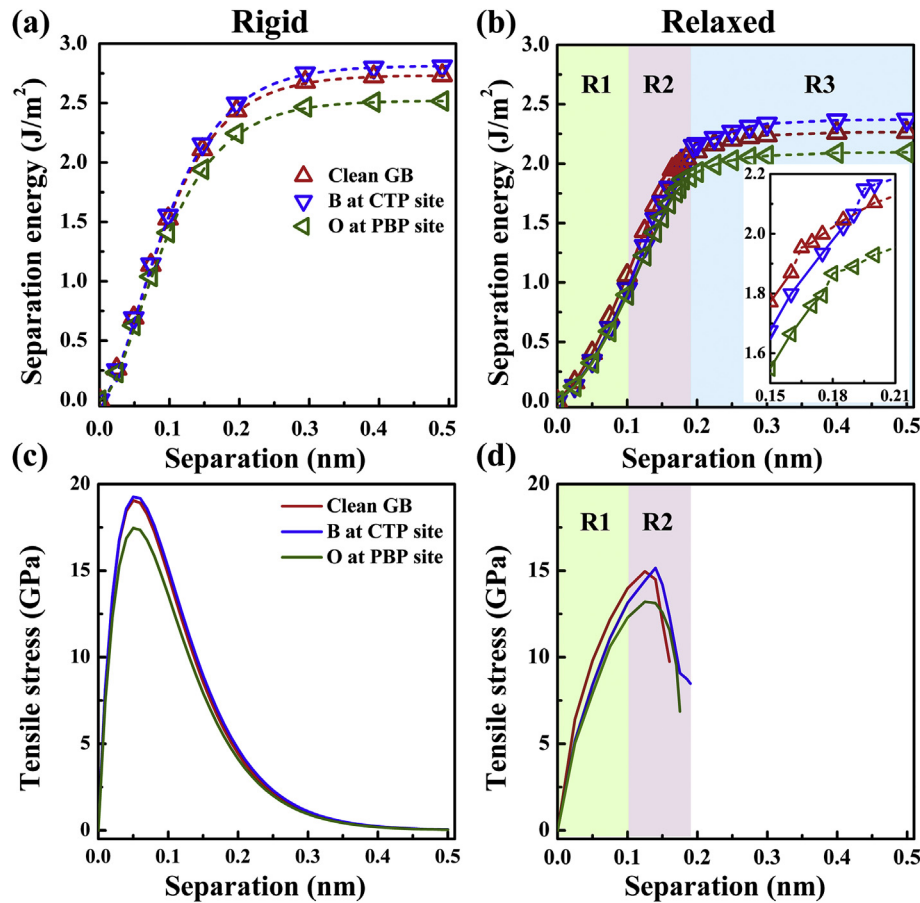 (a) Rigid
Separation energy (J/m²)
3.0
2.5
2.0
1.5
1.0
0.5
0.0
Clean GB
B at CTP site
O at PBP site
0.0 0.1 0.2 0.3 0.4 0.5
Separation (nm)
(b) Relaxed
Separation energy (J/m²)
3.0
2.5
2.0
1.5
1.0
0.5
0.0
R1 R2 R3
2.2
2.0
1.8
1.6
0.15 0.18 0.21
0.0 0.1 0.2 0.3 0.4 0.5
Separation (nm)
(c)
Tensile stress (GPa)
20
15
10
5
0
Clean GB
B at CTP site
O at PBP site
0.0 0.1 0.2 0.3 0.4 0.5
Separation (nm)
(d)
Tensile stress (GPa)
20
15
10
5
0
R1 R2
0.0 0.1 0.2 0.3 0.4 0.5
Separation (nm)